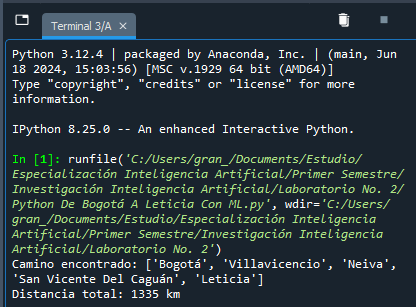 Terminal 3/A
Python 3.12.4 | packaged by Anaconda, Inc. | (main, Jun
18 2024, 15:03:56) [MSC v.1929 64 bit (AMD64)]
Type "copyright", "credits" or "license" for more
information.
IPython 8.25.0 -- An enhanced Interactive Python.
In [1]: runfile('C:/Users/gran_/Documents/Estudio/
Especialización Inteligencia Artificial/Primer Semestre/
Investigación Inteligencia Artificial/Laboratorio No. 2/
Python De Bogotá A Leticia Con ML.py', wdir='C:/Users/
gran_/Documents/Estudio/Especialización Inteligencia
Artificial/Primer Semestre/Investigación Inteligencia
Artificial/Laboratorio No. 2')
Camino encontrado: ['Bogotá', 'Villavicencio', 'Neiva',
'San Vicente Del Caguán', 'Leticia']
Distancia total: 1335 km